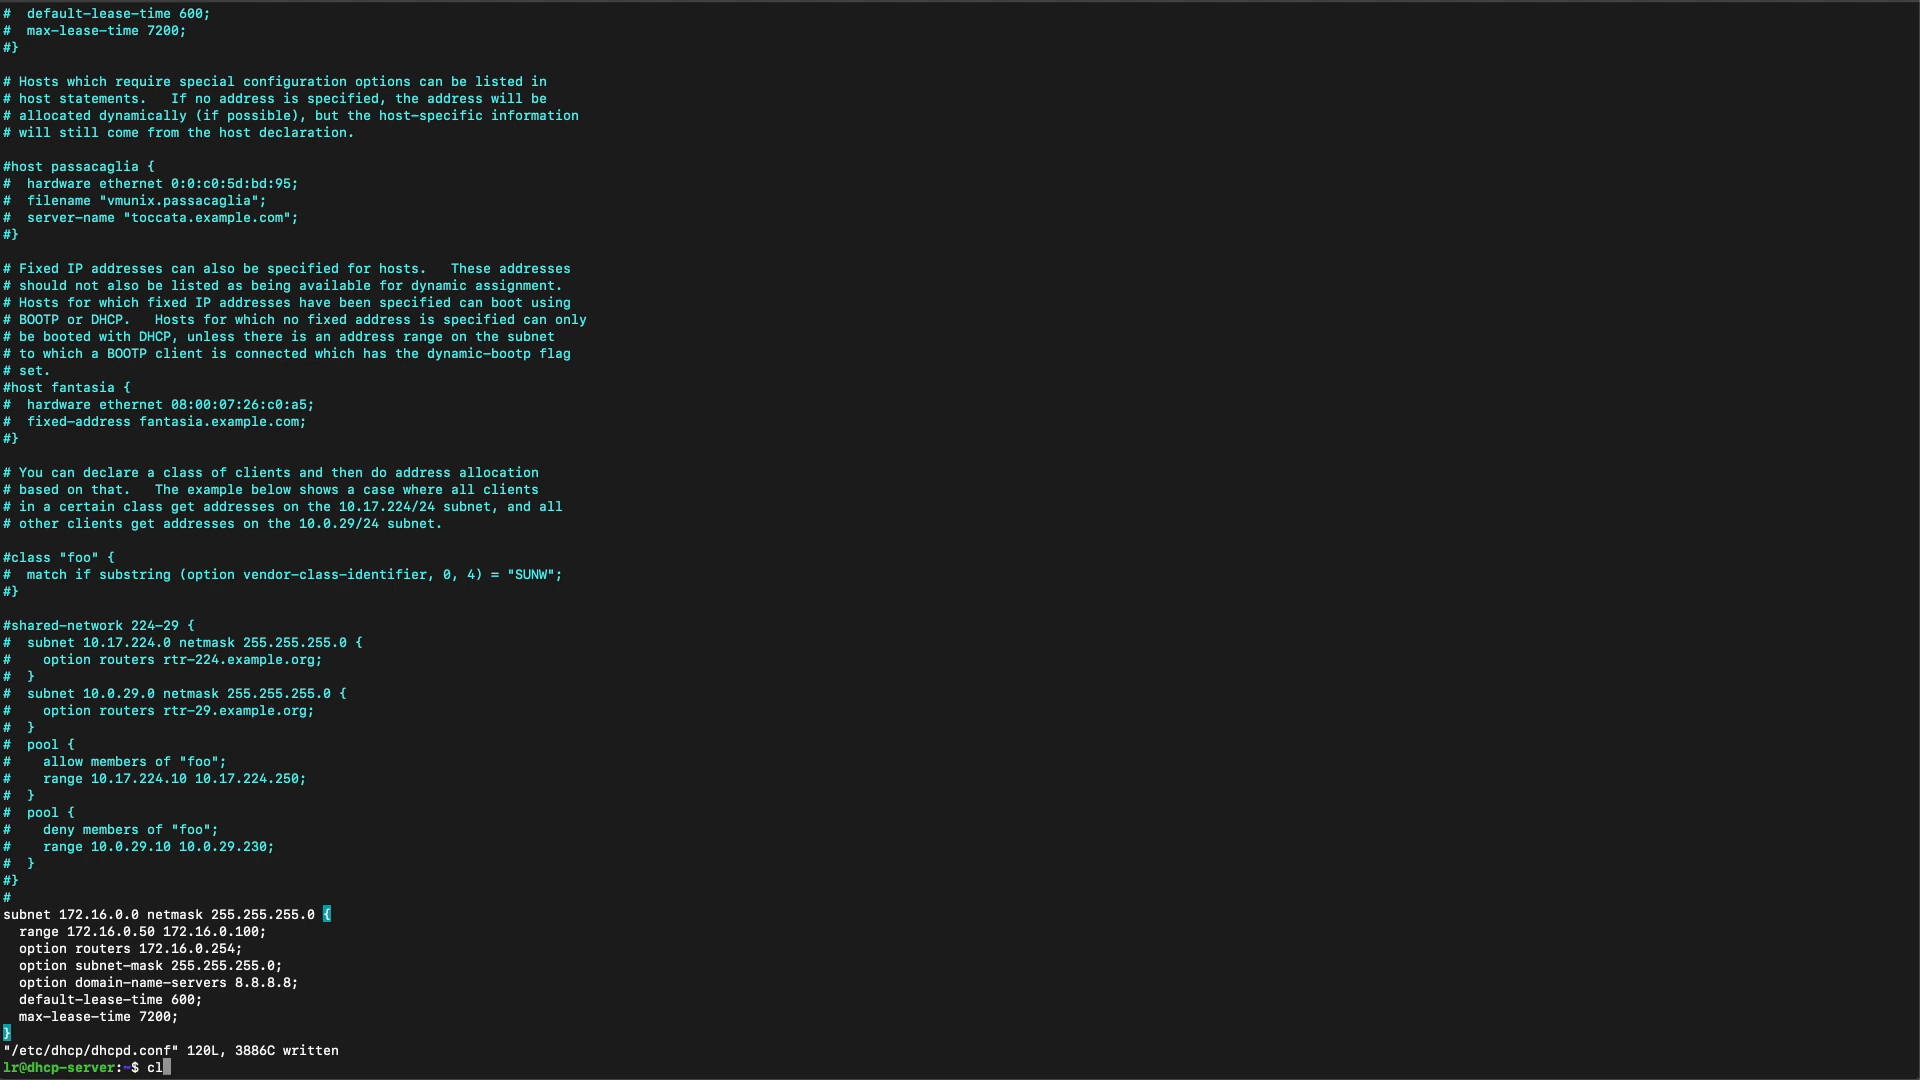 #  default-lease-time 600;
#  max-lease-time 7200;
#}
# Hosts which require special configuration options can be listed in
# host statements.   If no address is specified, the address will be
# allocated dynamically (if possible), but the host-specific information
# will still come from the host declaration.
#host passacaglia {
#  hardware ethernet 0:0:c0:5d:bd:95;
#  filename "vmunix.passacaglia";
#  server-name "toccata.example.com";
#}
# Fixed IP addresses can also be specified for hosts.   These addresses
# should not also be listed as being available for dynamic assignment.
# Hosts for which fixed IP addresses have been specified can boot using
# BOOTP or DHCP.   Hosts for which no fixed address is specified can only
# be booted with DHCP, unless there is an address range on the subnet
# to which a BOOTP client is connected which has the dynamic-bootp flag
# set.
#host fantasia {
#  hardware ethernet 08:00:07:26:c0:a5;
#  fixed-address fantasia.example.com;
#}
# You can declare a class of clients and then do address allocation
# based on that.   The example below shows a case where all clients
# in a certain class get addresses on the 10.17.224/24 subnet, and all
# other clients get addresses on the 10.0.29/24 subnet.
#class "foo" {
#  match if substring (option vendor-class-identifier, 0, 4) = "SUNW";
#}
#shared-network 224-29 {
#  subnet 10.17.224.0 netmask 255.255.255.0 {
#    option routers rtr-224.example.org;
#  }
#  subnet 10.0.29.0 netmask 255.255.255.0 {
#    option routers rtr-29.example.org;
#  }
#  pool {
#    allow members of "foo";
#    range 10.17.224.10 10.17.224.250;
#  }
#  pool {
#    deny members of "foo";
#    range 10.0.29.10 10.0.29.230;
#  }
#}
#
subnet 172.16.0.0 netmask 255.255.255.0 {
  range 172.16.0.50 172.16.0.100;
  option routers 172.16.0.254;
  option subnet-mask 255.255.255.0;
  option domain-name-servers 8.8.8.8;
  default-lease-time 600;
  max-lease-time 7200;
}
"/etc/dhcp/dhcpd.conf" 120L, 3886C written
lr@dhcp-server:~$ cl